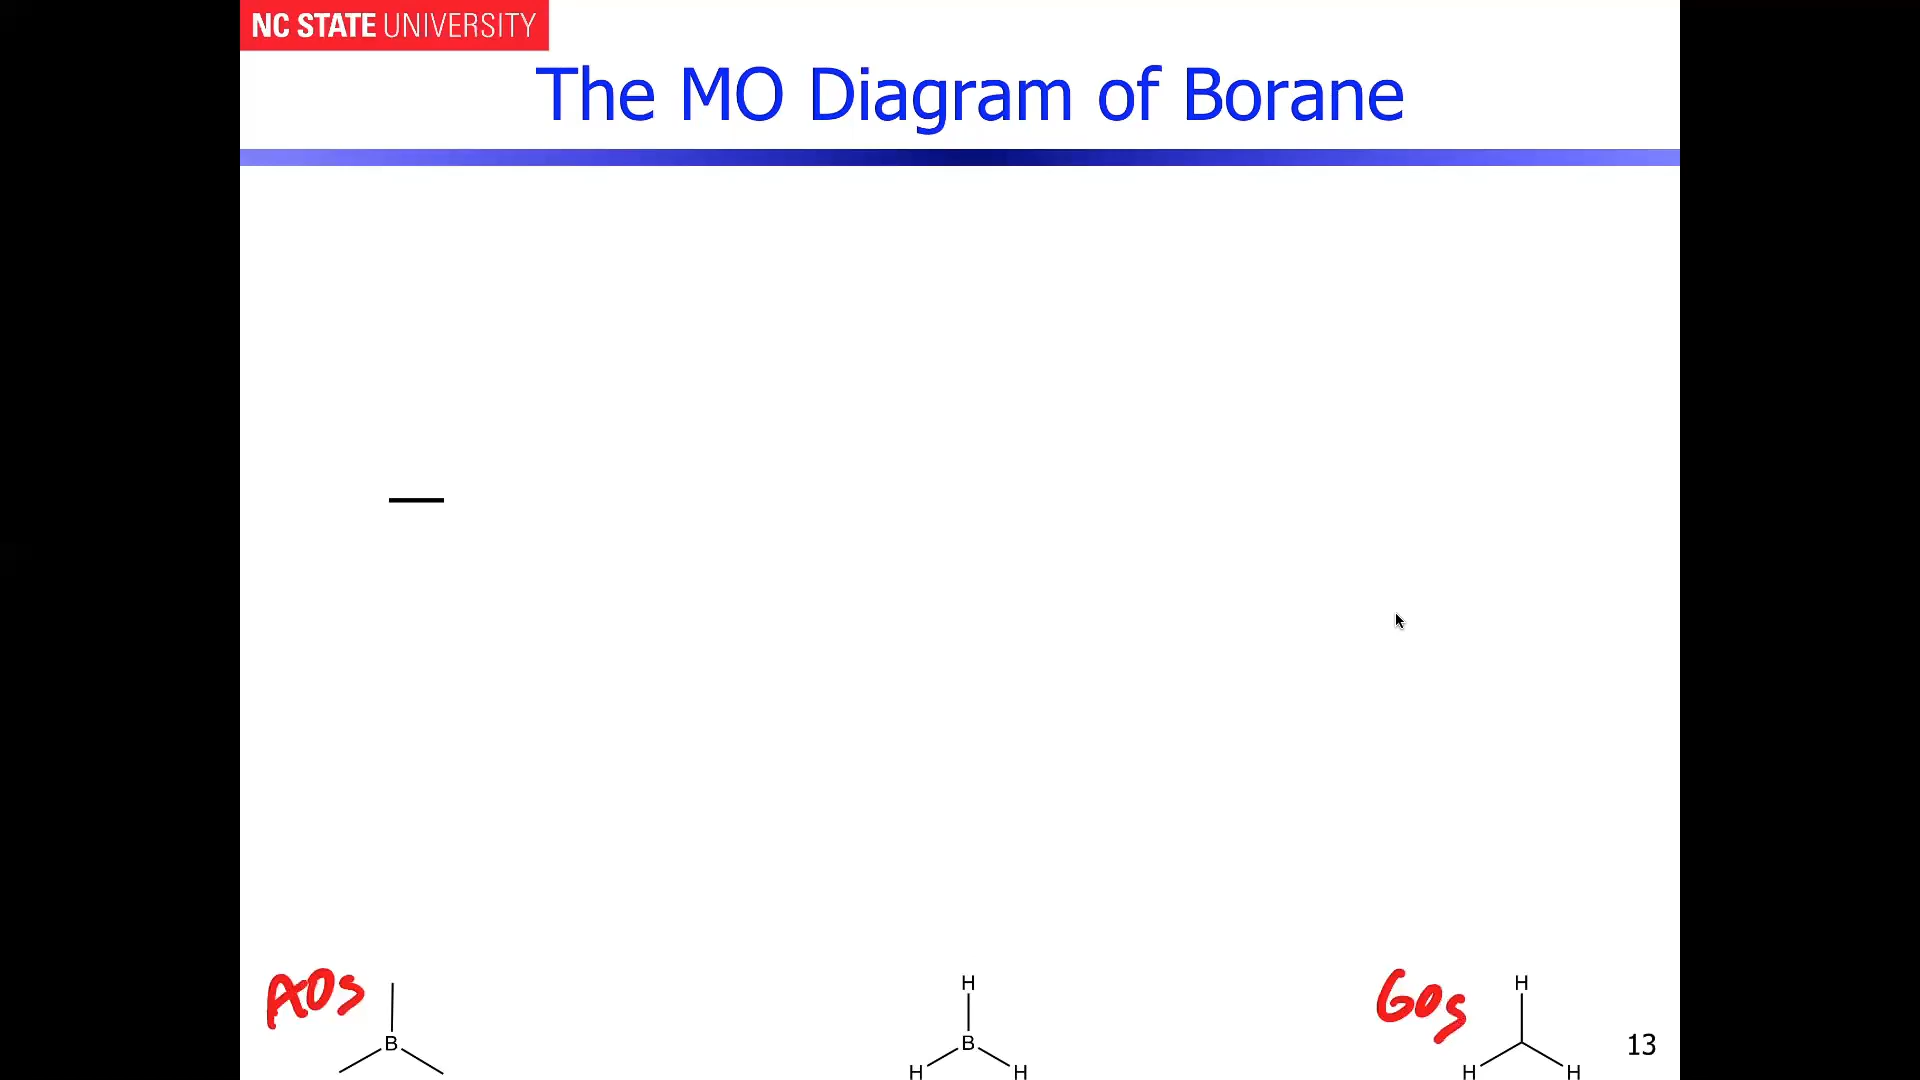 NC STATE UNIVERSITY
The MO Diagram of Borane
AOs
B
H
B
H H
GOs
H
H H
13